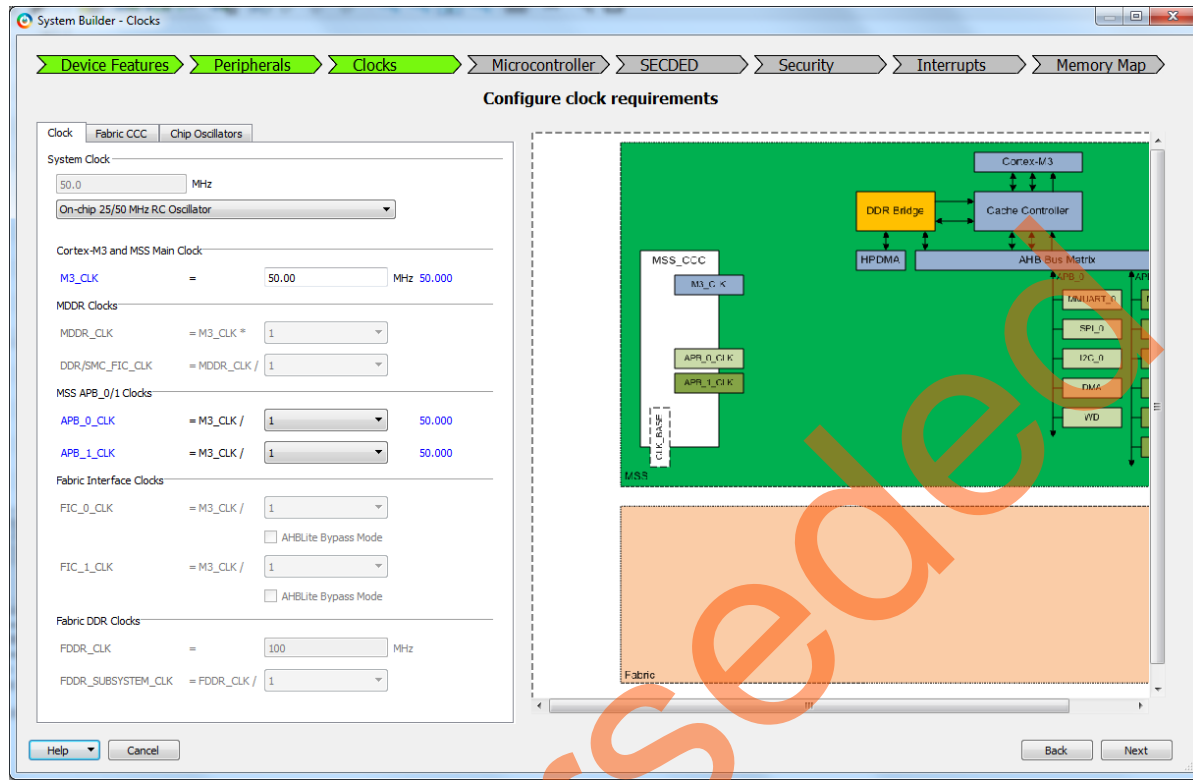 System Builder - Clocks
Device Features Peripherals Clocks Microcontroller SECDED Security Interrupts Memory Map
Configure clock requirements
Clock Fabric CCC Chip Oscillators
System Clock
50.0 MHz
On-chip 25/50 MHz RC Oscillator
Cortex-M3 and MSS Main Clock
M3_CLK = 50.00 MHz 50.000
MDDR Clocks
MDDR_CLK = M3_CLK * 1
DDR/SMC_FIC_CLK = MDDR_CLK / 1
MSS APB_0/1 Clocks
APB_0_CLK = M3_CLK / 1 50.000
APB_1_CLK = M3_CLK / 1 50.000
Fabric Interface Clocks
FIC_0_CLK = M3_CLK / 1
AHBLite Bypass Mode
FIC_1_CLK = M3_CLK / 1
AHBLite Bypass Mode
Fabric DDR Clocks
FDDR_CLK = 100 MHz
FDDR_SUBSYSTEM_CLK = FDDR_CLK / 1
Cortex-M3
DDR Bridge Cache Controller
MSS_CCC HPDMA AHB Bus Matrix
M3_CLK
APB_0
MMUART_0
SPI_0
APB_0_CLK I2C_0
APB_1_CLK DMA
WD
CLK_BASE
MSS
Fabric
Help Cancel Back Next